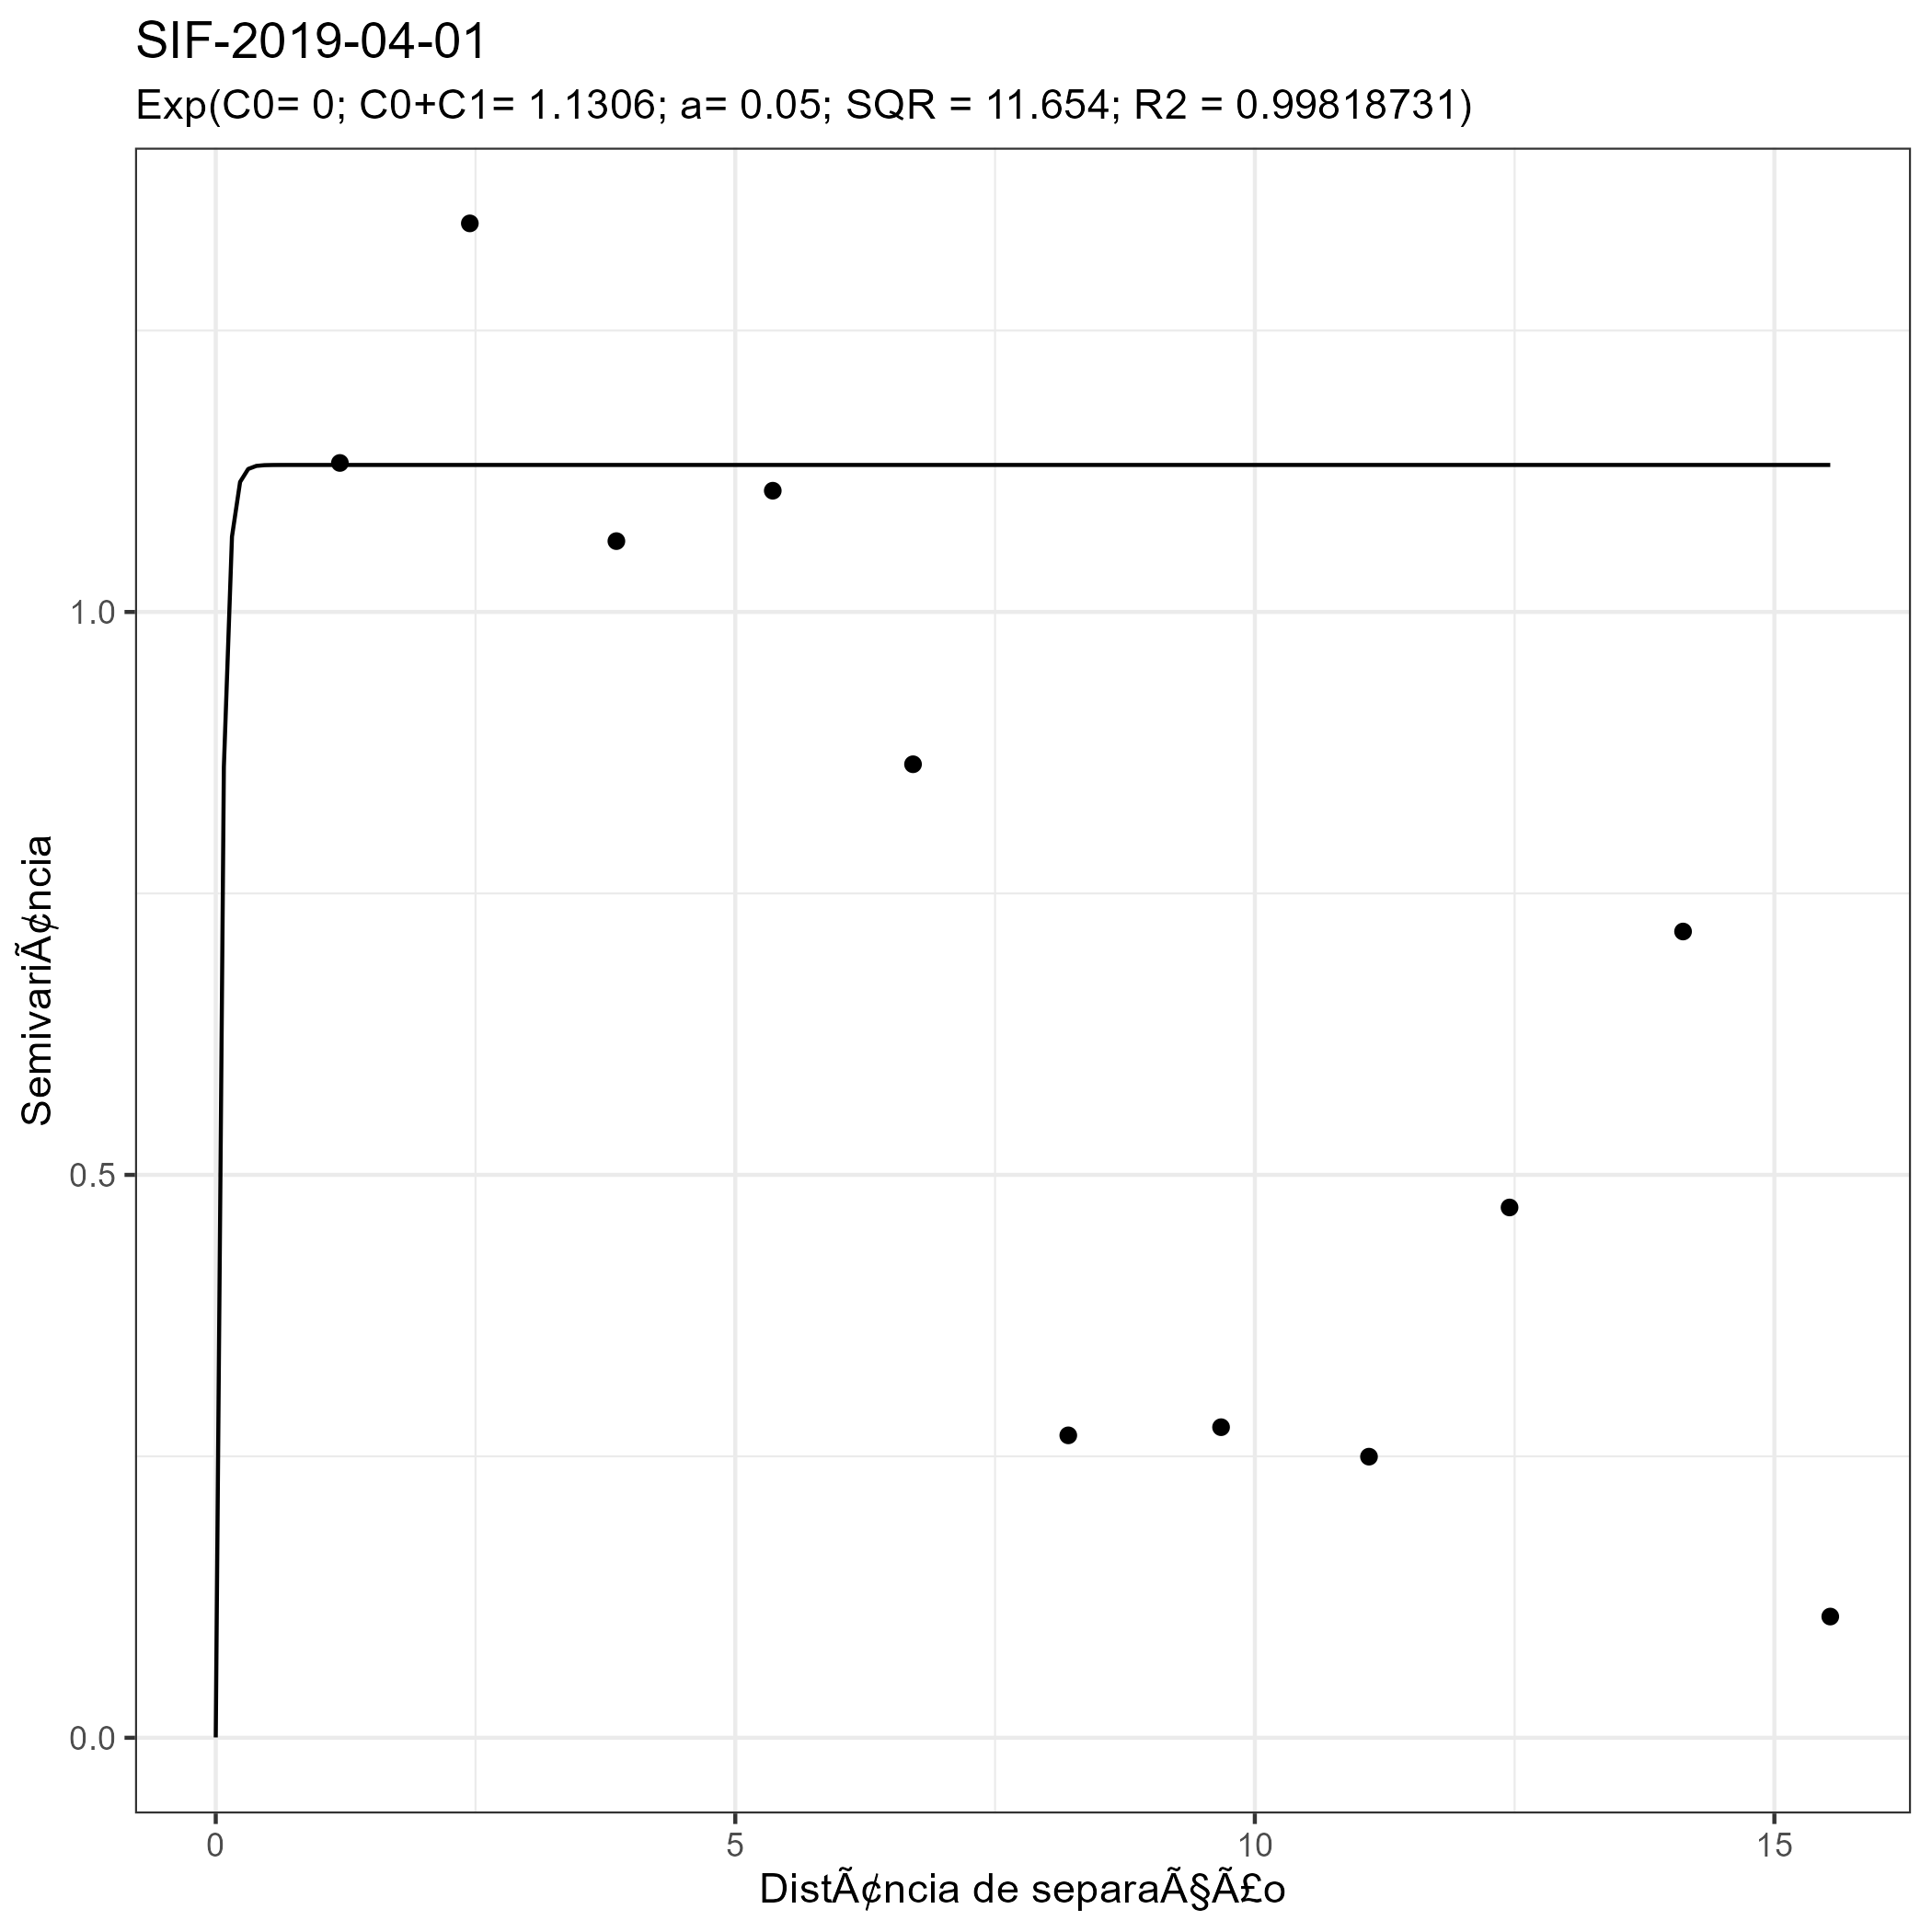 SIF-2019-04-01
Exp(C0= 0; C0+C1= 1.1306; a= 0.05; SQR = 11.654; R2 = 0.99818731)
SemivariÃ¢ncia
1.0
0.5
0.0
0 5 10 15
DistÃ¢ncia de separaÃ§Ã£o